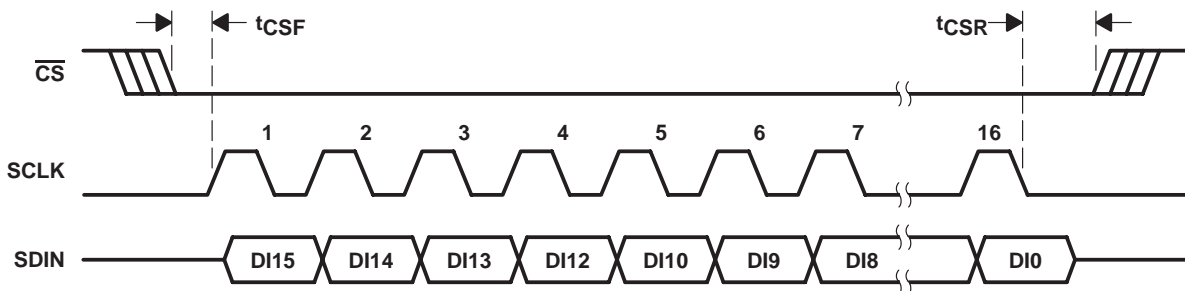 tCSF tCSR
CS
1 2 3 4 5 6 7 16
SCLK
SDIN DI15 DI14 DI13 DI12 DI10 DI9 DI8 DI0